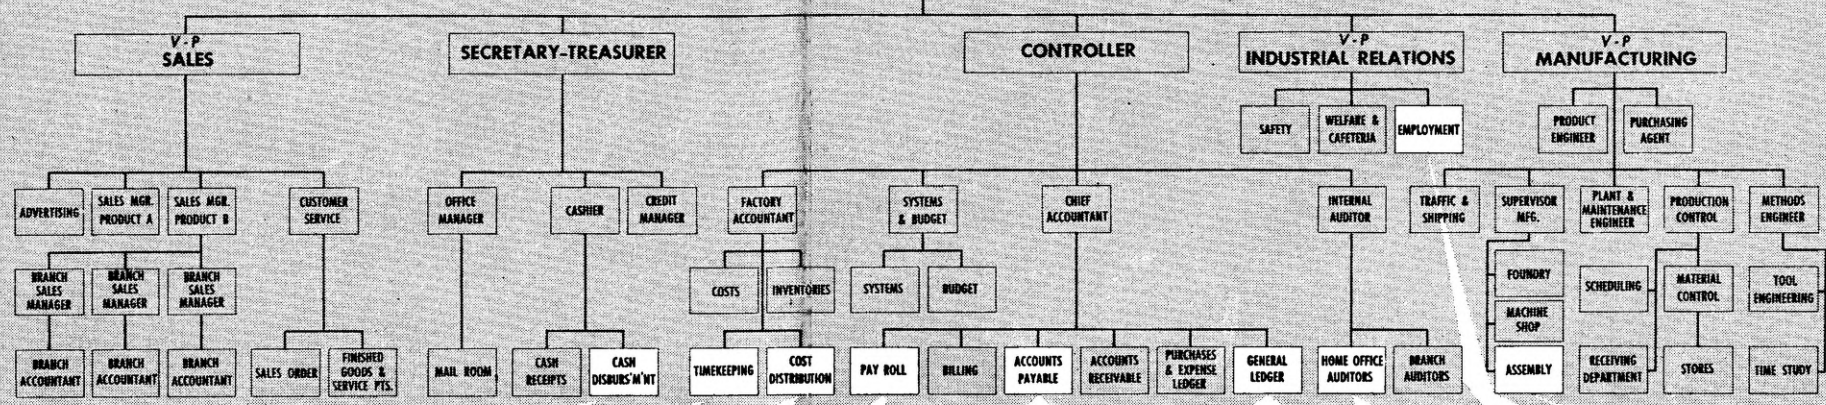 V-P
SALES
SECRETARY-TREASURER
CONTROLLER
V-P
INDUSTRIAL RELATIONS
V-P
MANUFACTURING
SAFETY
WELFARE &
CAFETERIA
EMPLOYMENT
PRODUCT
ENGINEER
PURCHASING
AGENT
ADVERTISING
SALES MGR.
PRODUCT A
SALES MGR.
PRODUCT B
CUSTOMER
SERVICE
OFFICE
MANAGER
CASHIER
CREDIT
MANAGER
FACTORY
ACCOUNTANT
SYSTEMS
& BUDGET
CHIEF
ACCOUNTANT
INTERNAL
AUDITOR
TRAFFIC &
SHIPPING
SUPERVISOR
MFG.
PLANT &
MAINTENANCE
ENGINEER
PRODUCTION
CONTROL
METHODS
ENGINEER
BRANCH
SALES
MANAGER
BRANCH
SALES
MANAGER
BRANCH
SALES
MANAGER
COSTS
INVENTORIES
SYSTEMS
BUDGET
FOUNDRY
SCHEDULING
MATERIAL
CONTROL
TOOL
ENGINEERING
MACHINE
SHOP
BRANCH
ACCOUNTANT
BRANCH
ACCOUNTANT
BRANCH
ACCOUNTANT
SALES ORDER
FINISHED
GOODS &
SERVICE PTS.
MAIL ROOM
CASH
RECEIPTS
CASH
DISBURS'M'NT
TIMEKEEPING
COST
DISTRIBUTION
PAY ROLL
BILLING
ACCOUNTS
PAYABLE
ACCOUNTS
RECEIVABLE
PURCHASES
& EXPENSE
LEDGER
GENERAL
LEDGER
HOME OFFICE
AUDITORS
BRANCH
AUDITORS
ASSEMBLY
RECEIVING
DEPARTMENT
STORES
TIME STUDY